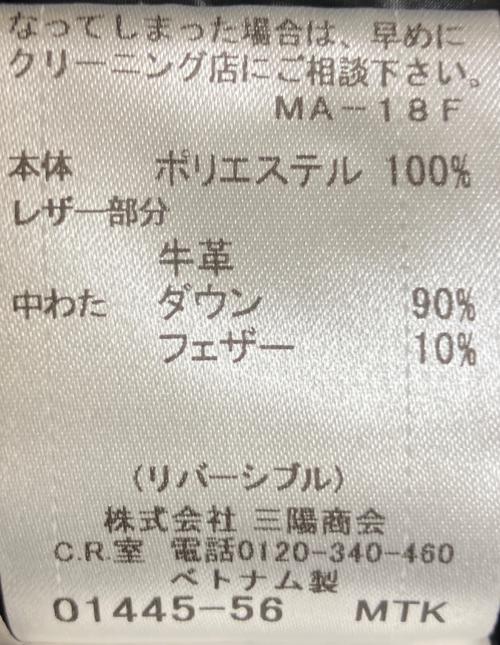 なってしまった場合は、早めに
クリーニング店にご相談下さい。
MA-18F
本体 ポリエステル 100%
レザー部分
牛革
中わた ダウン 90%
フェザー 10%
(リバーシブル)
株式会社 三陽商会
C.R.室 電話0120-340-460
ベトナム製
01445-56 MTK